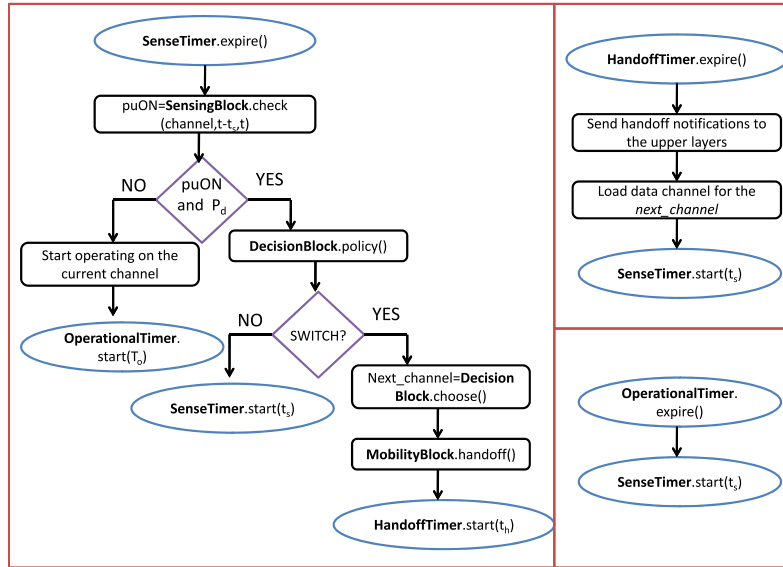 SenseTimer.expire()
puON=SensingBlock.check
(channel,t-ts,t)
puON
and Pd
NO
YES
Start operating on the
current channel
OperationalTimer.
start(To)
DecisionBlock.policy()
SWITCH?
NO
YES
SenseTimer.start(ts)
Next_channel=Decision
Block.choose()
MobilityBlock.handoff()
HandoffTimer.start(th)
HandoffTimer.expire()
Send handoff notifications to
the upper layers
Load data channel for the
next_channel
SenseTimer.start(ts)
OperationalTimer.
expire()
SenseTimer.start(ts)